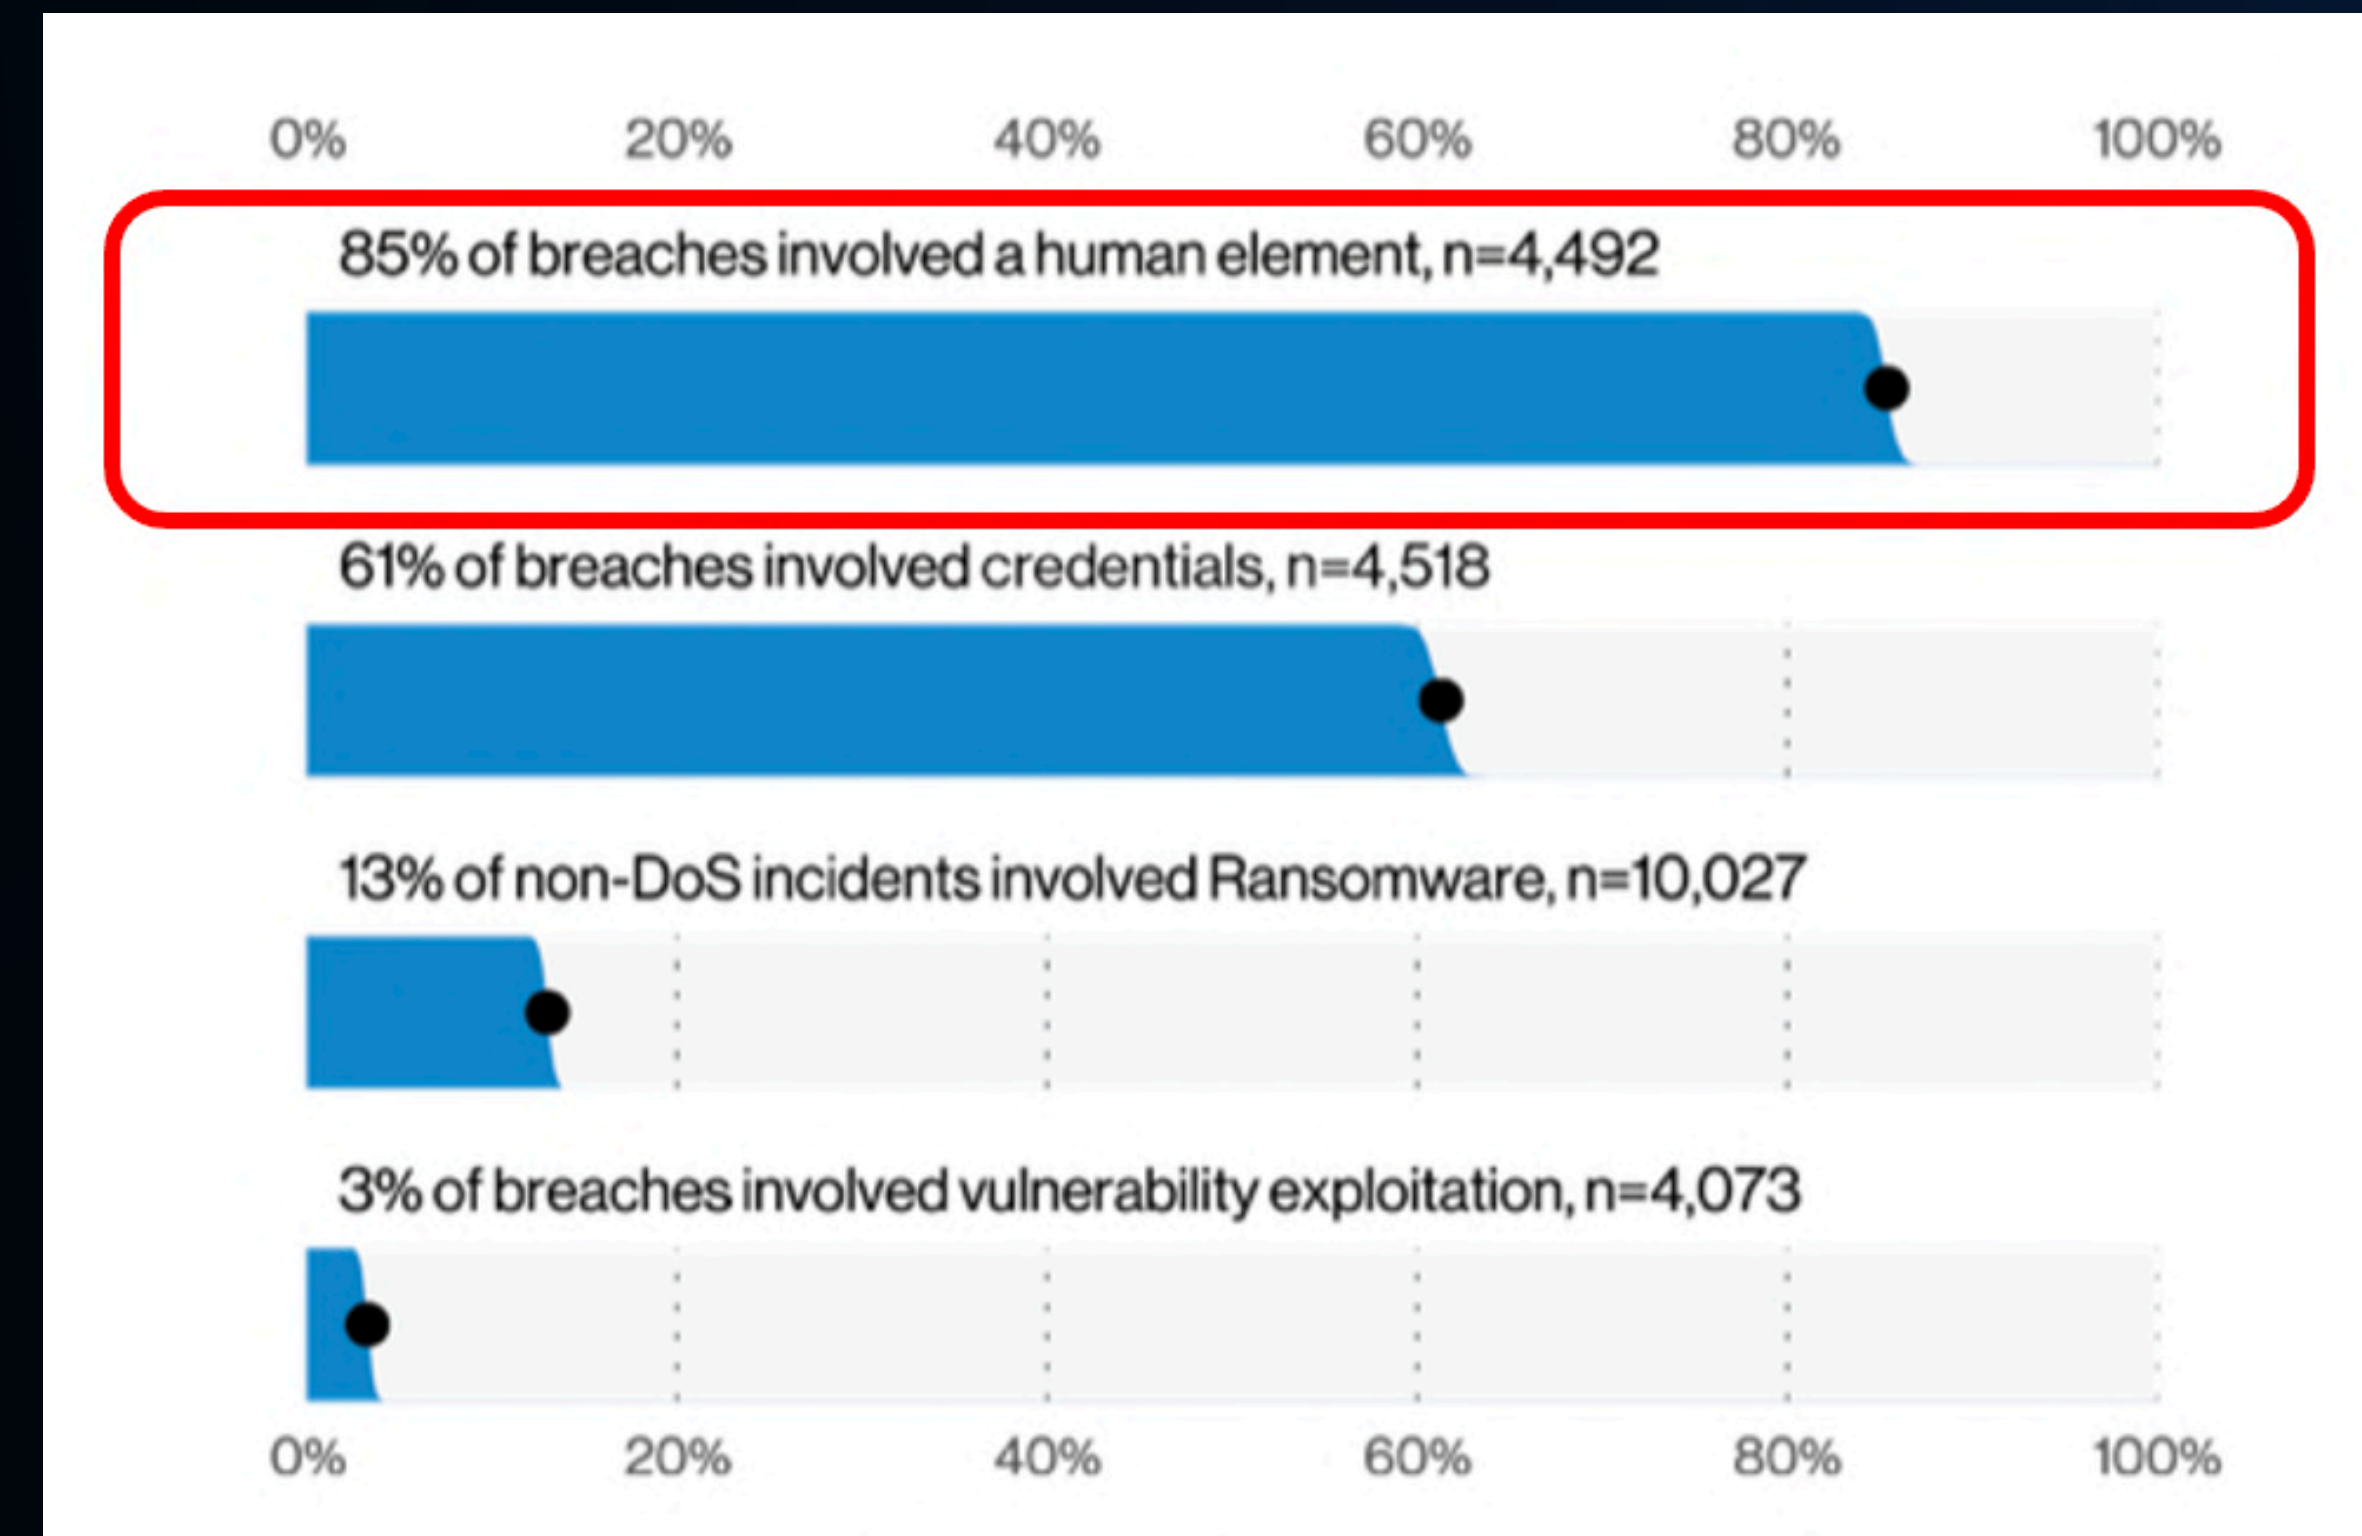 0% 20% 40% 60% 80% 100%
85% of breaches involved a human element, n=4,492
61% of breaches involved credentials, n=4,518
13% of non-DoS incidents involved Ransomware, n=10,027
3% of breaches involved vulnerability exploitation, n=4,073
0% 20% 40% 60% 80% 100%